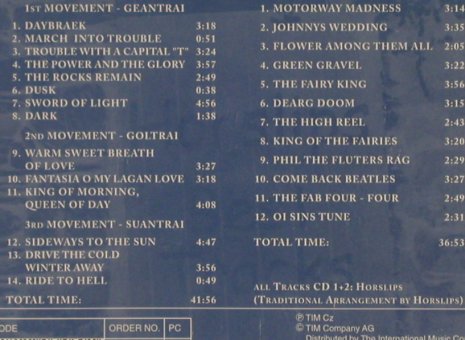 1st Movement - Geantrai
1. Daybraek 3:18
2. March into Trouble 0:51
3. Trouble with a Capital "T" 3:24
4. The Power and the Glory 3:57
5. The Rocks Remain 2:49
6. Dusk 0:38
7. Sword of Light 4:56
8. Dark 1:38
2nd Movement - Goltrai
9. Warm Sweet Breath
of Love 3:27
10. Fantasia O My Lagan Love 3:18
11. King of Morning,
Queen of Day 4:08
3rd Movement - Suantrai
12. Sideways to the Sun 4:47
13. Drive the Cold
Winter Away 3:56
14. Ride to Hell 0:49
Total Time: 41:56
1. Motorway Madness 3:14
2. Johnnys Wedding 3:35
3. Flower Among Them All 2:05
4. Green Gravel 3:22
5. The Fairy King 3:56
6. Dearg Doom 3:15
7. The High Reel 2:43
8. King of the Fairies 3:20
9. Phil the Fluters Rag 2:29
10. Come Back Beatles 3:27
11. The Fab Four - Four 2:49
12. Oi Sins Tune 2:31
Total Time: 36:53
all Tracks CD 1+2: Horslips
(Traditional Arrangement by Horslips)
ODE ORDER NO. PC
℗ TIM Cz
© TIM Company AG
Distributed by The International Music Co